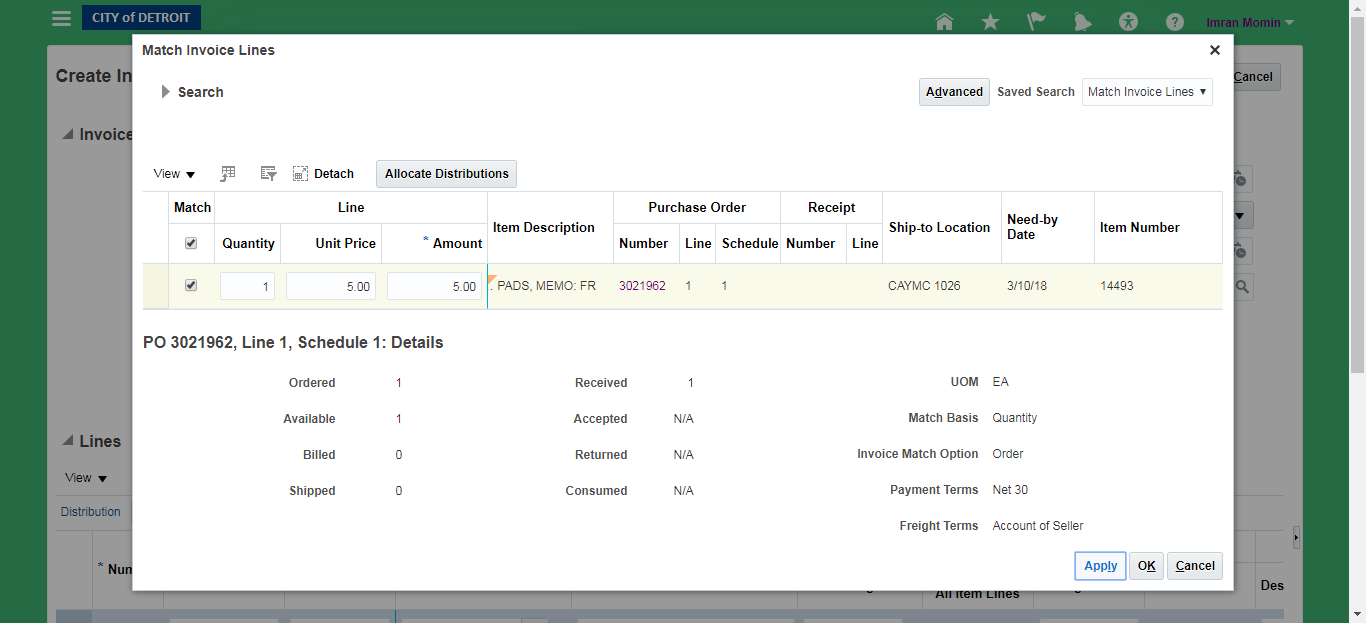 CITY of DETROIT
Imran Momin
Create In
Cancel
Match Invoice Lines
Search
Advanced
Saved Search
Match Invoice Lines
Invoice
View
Detach
Allocate Distributions
Match
Line
Item Description
Purchase Order
Receipt
Ship-to Location
Need-by
Date
Item Number
Quantity
Unit Price
* Amount
Number
Line
Schedule
Number
Line
1
5.00
5.00
. PADS, MEMO: FR
3021962
1
1
CAYMC 1026
3/10/18
14493
PO 3021962, Line 1, Schedule 1: Details
Ordered 1
Received 1
UOM EA
Available 1
Accepted N/A
Match Basis Quantity
Billed 0
Returned N/A
Invoice Match Option Order
Shipped 0
Consumed N/A
Payment Terms Net 30
Freight Terms Account of Seller
Apply
OK
Cancel
Lines
View
Distribution
* Num
All Item Lines
Des